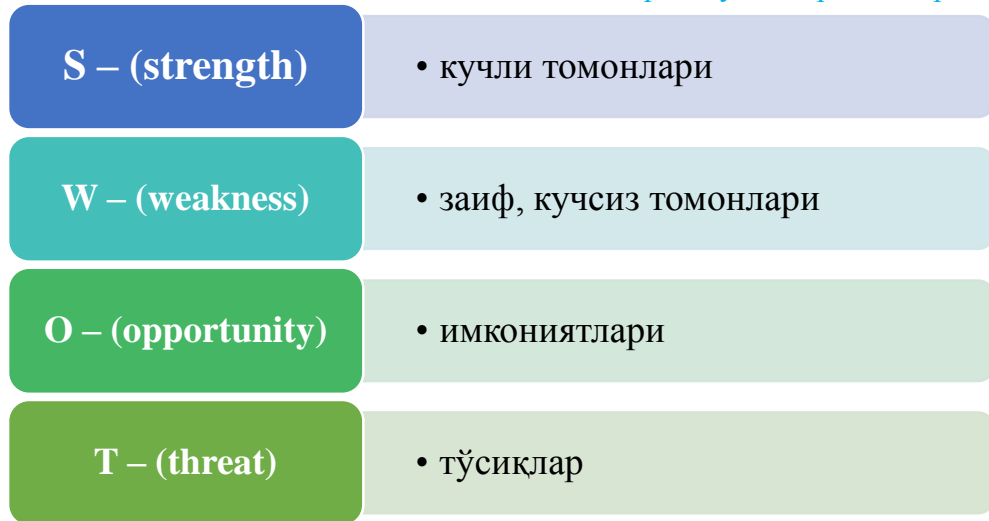 S – (strength)
• кучли томонлари
W – (weakness)
• заиф, кучсиз томонлари
O – (opportunity)
• имкониятлари
T – (threat)
• тўсиқлар